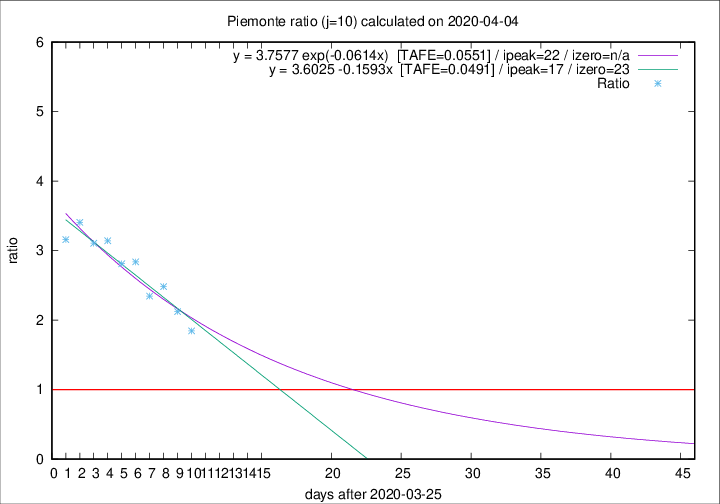 Piemonte ratio (j=10) calculated on 2020-04-04
y = 3.7577 exp(-0.0614x)  [TAFE=0.0551] / ipeak=22 / izero=n/a
y = 3.6025 -0.1593x  [TAFE=0.0491] / ipeak=17 / izero=23
Ratio
6
5
4
3
2
1
0
ratio
0 1 2 3 4 5 6 7 8 9 10 11 12 13 14 15 20 25 30 35 40 45
days after 2020-03-25